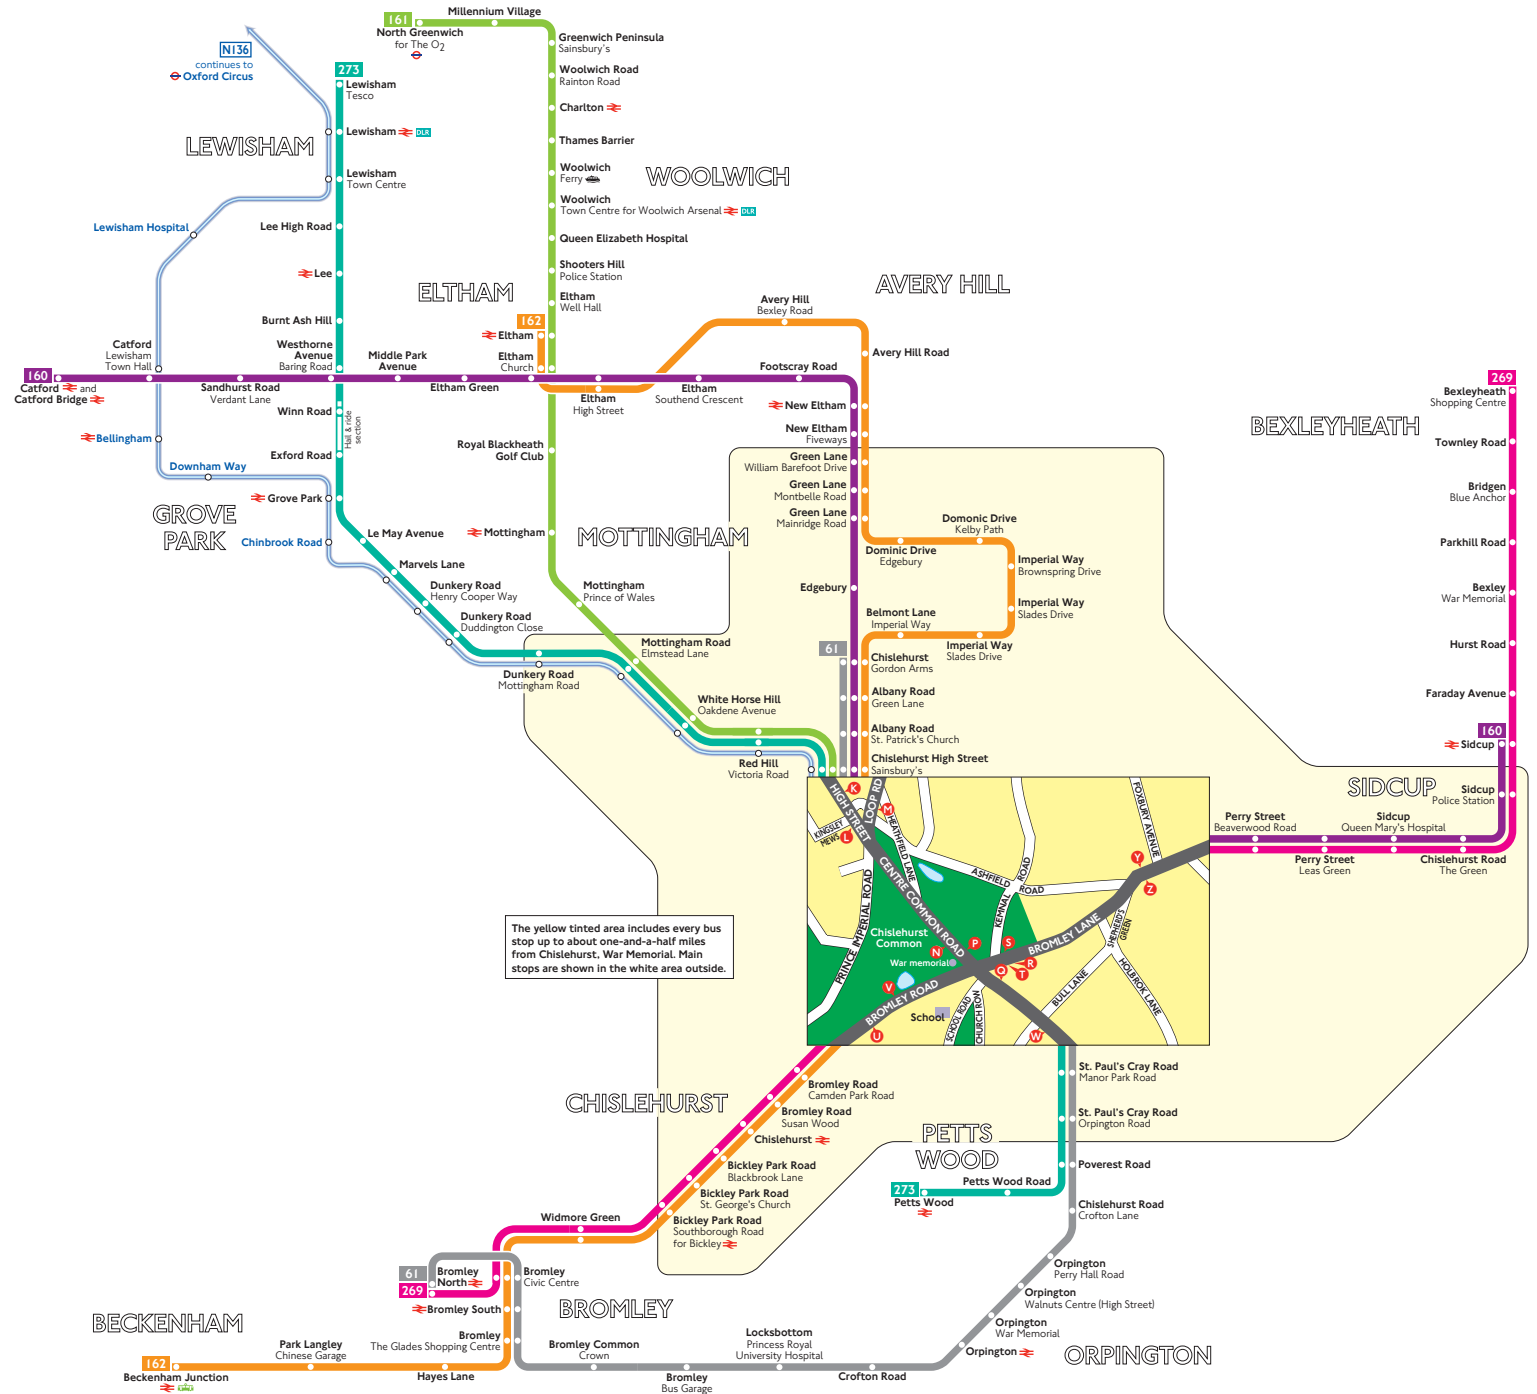 161
North Greenwich
for The O2
Millennium Village
Greenwich Peninsula
Sainsbury's
Woolwich Road
Rainton Road
Charlton
Thames Barrier
Woolwich
Ferry
Woolwich
Town Centre for Woolwich Arsenal DLR
Queen Elizabeth Hospital
Shooters Hill
Police Station
Eltham
Well Hall
WOOLWICH
N136
continues to
Oxford Circus
273
Lewisham
Tesco
Lewisham DLR
Lewisham
Town Centre
LEWISHAM
Lewisham Hospital
Lee High Road
Lee
Burnt Ash Hill
Westhorne
Avenue
Baring Road
ELTHAM
162
Eltham
Eltham
Church
AVERY HILL
Avery Hill
Bexley Road
Avery Hill Road
Catford
Lewisham
Town Hall
160
Catford and
Catford Bridge
Sandhurst Road
Verdant Lane
Middle Park
Avenue
Eltham Green
Eltham
High Street
Eltham
Southend Crescent
Footscray Road
New Eltham
New Eltham
Fiveways
Green Lane
William Barefoot Drive
Green Lane
Montbelle Road
Green Lane
Mainridge Road
Winn Road
Hail & ride
section
Exford Road
Bellingham
Downham Way
Grove Park
GROVE
PARK
Chinbrook Road
Le May Avenue
Marvels Lane
Dunkery Road
Henry Cooper Way
Dunkery Road
Duddington Close
Dunkery Road
Mottingham Road
Royal Blackheath
Golf Club
Mottingham
MOTTINGHAM
Mottingham
Prince of Wales
Mottingham Road
Elmstead Lane
White Horse Hill
Oakdene Avenue
Red Hill
Victoria Road
Domonic Drive
Kelby Path
Dominic Drive
Edgebury
Imperial Way
Brownspring Drive
Imperial Way
Slades Drive
Edgebury
Belmont Lane
Imperial Way
Imperial Way
Slades Drive
61
Chislehurst
Gordon Arms
Albany Road
Green Lane
Albany Road
St. Patrick's Church
Chislehurst High Street
Sainsbury's
269
Bexleyheath
Shopping Centre
BEXLEYHEATH
Townley Road
Bridgen
Blue Anchor
Parkhill Road
Bexley
War Memorial
Hurst Road
Faraday Avenue
160
Sidcup
SIDCUP
Sidcup
Police Station
Perry Street
Beaverwood Road
Sidcup
Queen Mary's Hospital
Perry Street
Leas Green
Chislehurst Road
The Green
HIGH STREET
LOOP RD
KINGSLEY
MEWS
HEATHFIELD LANE
CENTRE COMMON ROAD
PRINCE IMPERIAL ROAD
ASHFIELD ROAD
KEMNAL ROAD
FOXBURY AVENUE
BROMLEY LANE
SHEPHERD'S
GREEN
HOLBROK LANE
BULL LANE
BROMLEY ROAD
SCHOOL ROAD
CHURCH ROW
Chislehurst
Common
War memorial
School
K
M
L
Y
Z
N
P
S
R
Q
T
V
U
W
The yellow tinted area includes every bus
stop up to about one-and-a-half miles
from Chislehurst, War Memorial. Main
stops are shown in the white area outside.
CHISLEHURST
Bromley Road
Camden Park Road
Bromley Road
Susan Wood
Chislehurst
Bickley Park Road
Blackbrook Lane
Bickley Park Road
St. George's Church
Bickley Park Road
Southborough Road
for Bickley
Widmore Green
St. Paul's Cray Road
Manor Park Road
St. Paul's Cray Road
Orpington Road
PETTS
WOOD
Poverest Road
Petts Wood Road
273
Petts Wood
Chislehurst Road
Crofton Lane
Orpington
Perry Hall Road
Orpington
Walnuts Centre (High Street)
Orpington
War Memorial
Orpington
ORPINGTON
61
Bromley
North
269
Bromley
Civic Centre
Bromley South
BROMLEY
Bromley
The Glades Shopping Centre
BECKENHAM
162
Beckenham Junction
Park Langley
Chinese Garage
Hayes Lane
Bromley Common
Crown
Bromley
Bus Garage
Locksbottom
Princess Royal
University Hospital
Crofton Road